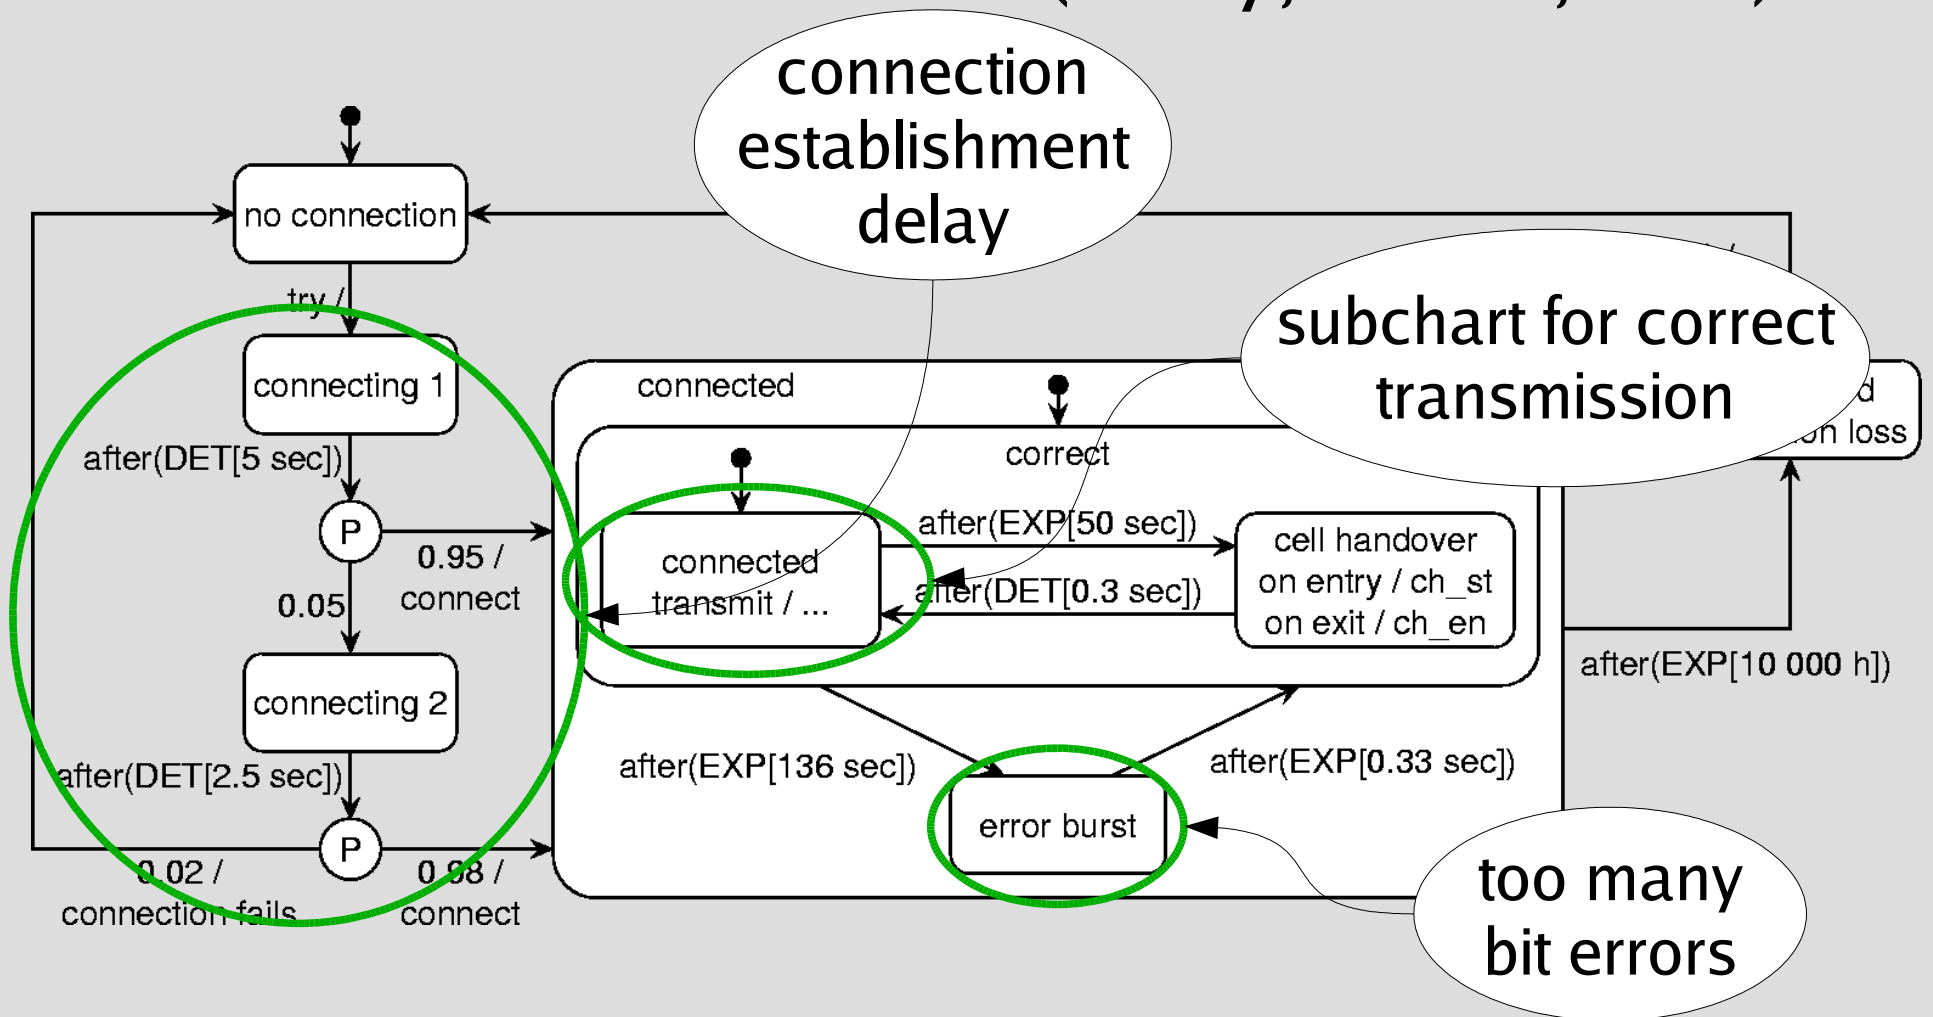 connection
establishment
delay
no connection
try /
subchart for correct
transmission
connecting 1
connected
on loss
after(DET[5 sec])
correct
P
0.95 /
connect
after(EXP[50 sec])
cell handover
on entry / ch_st
on exit / ch_en
connected
transmit / ...
after(DET[0.3 sec])
0.05
connecting 2
after(EXP[10 000 h])
after(DET[2.5 sec])
after(EXP[136 sec])
after(EXP[0.33 sec])
error burst
P
0.02 /
connection fails
0.98 /
connect
too many
bit errors